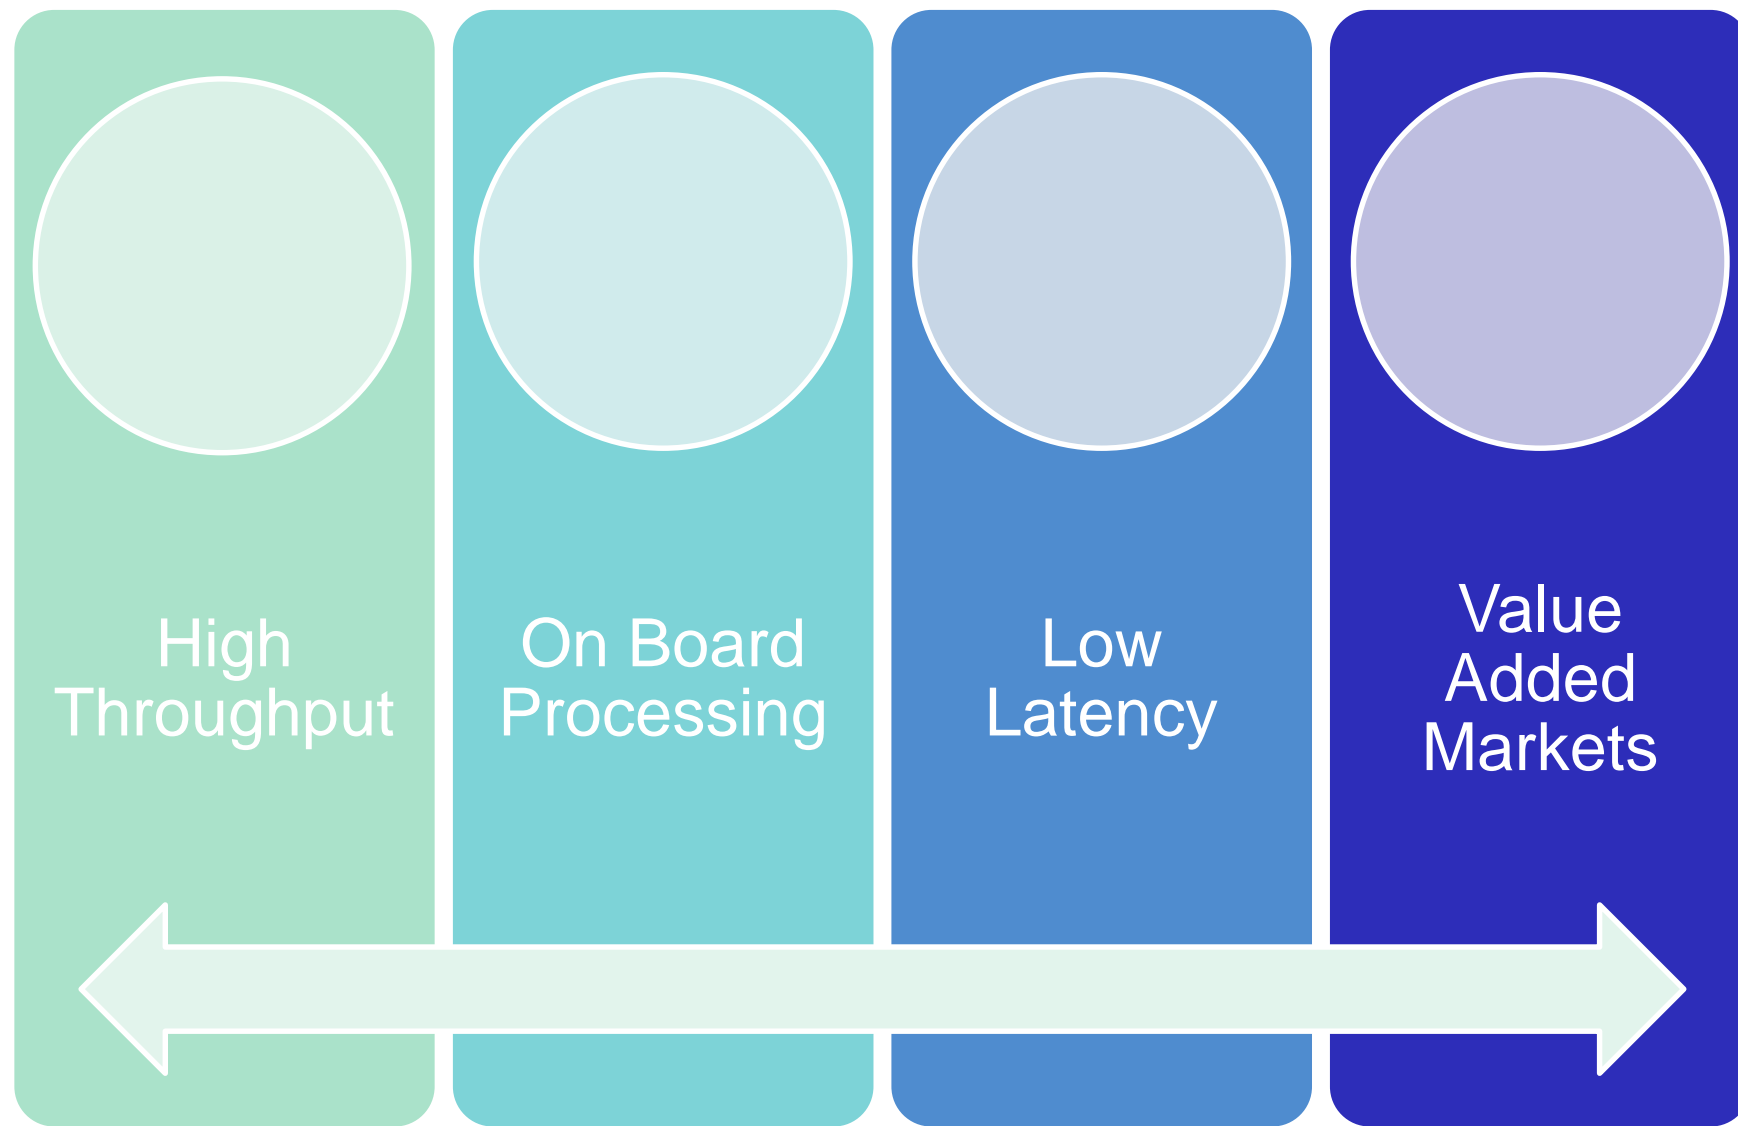 High
Throughput
On Board
Processing
Low
Latency
Value
Added
Markets